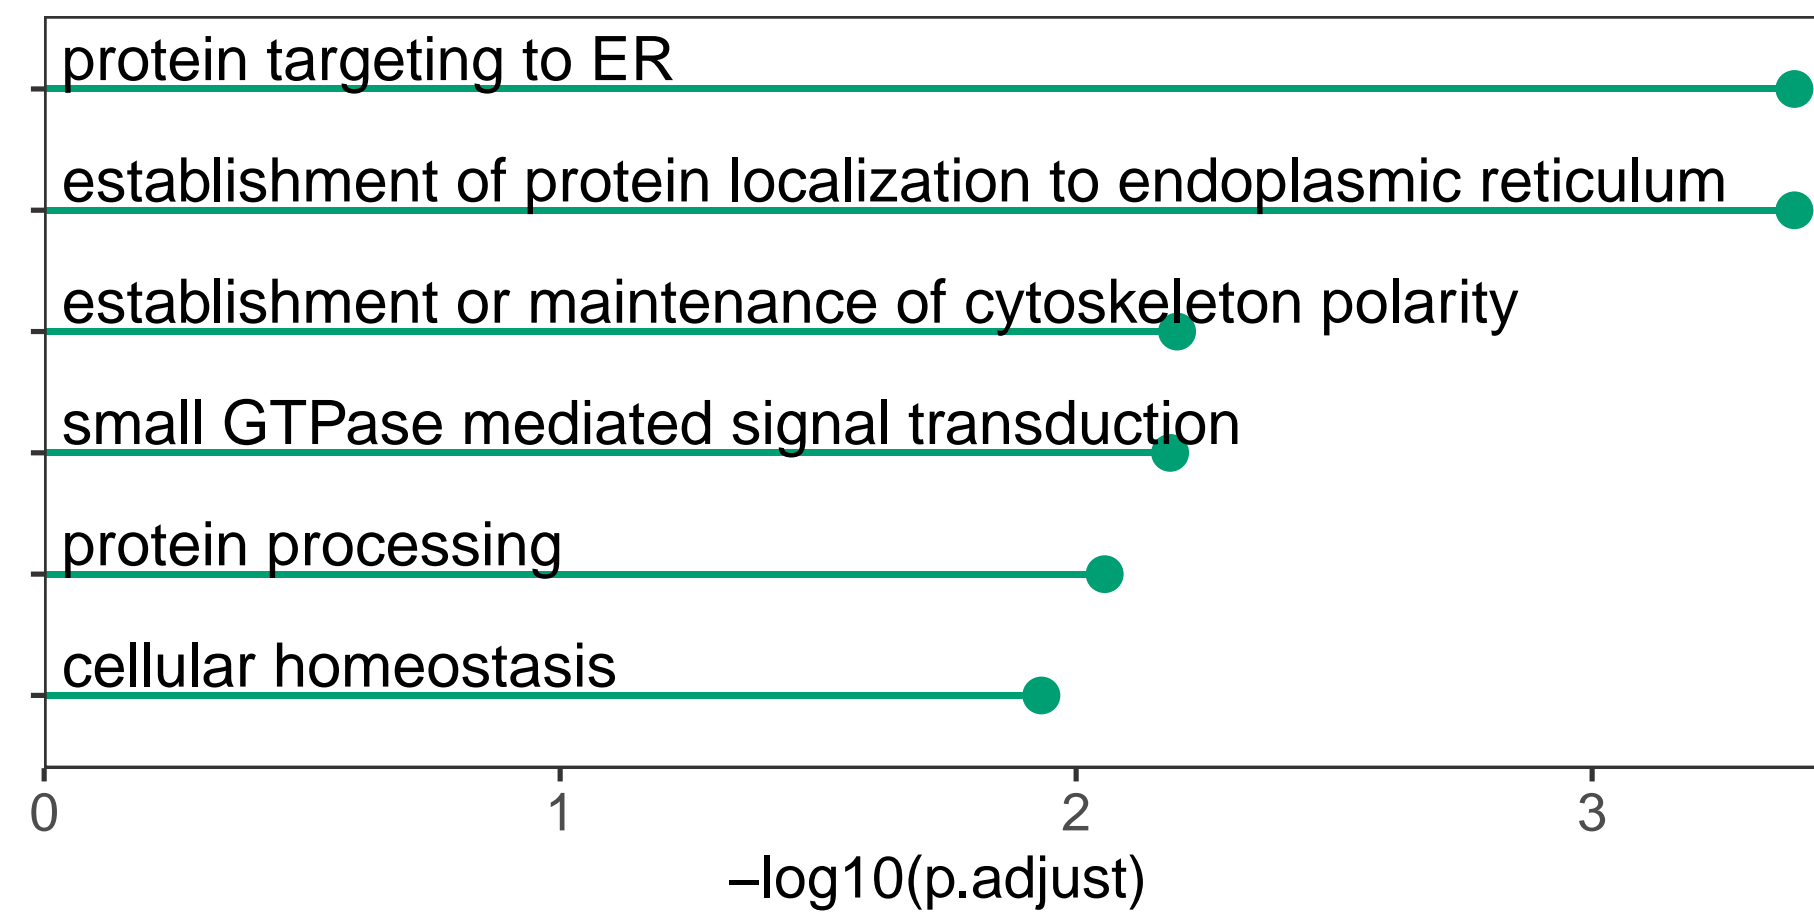 protein targeting to ER
establishment of protein localization to endoplasmic reticulum
establishment or maintenance of cytoskeleton polarity
small GTPase mediated signal transduction
protein processing
cellular homeostasis
0 1 2 3
–log10(p.adjust)